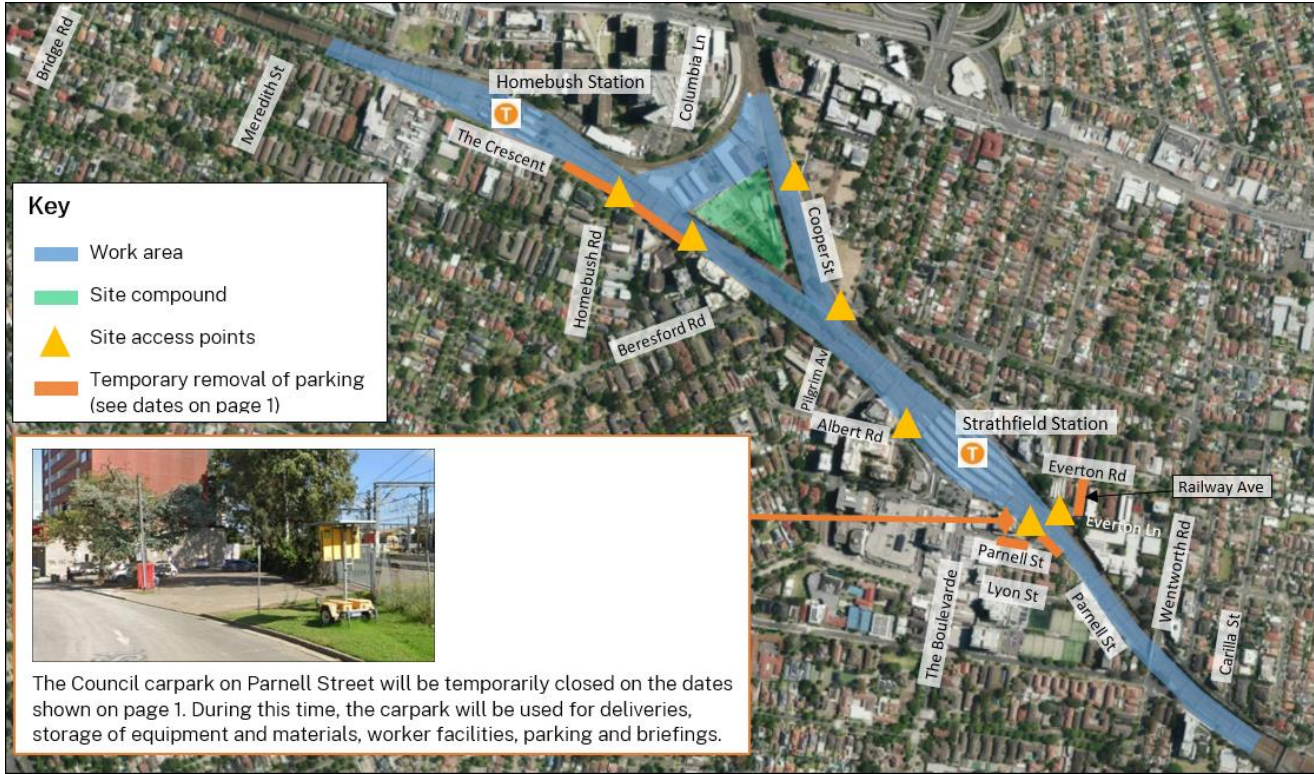 Bridge Rd
Meredith St
Homebush Station
T
Columbia Ln
The Crescent
Key
Work area
Site compound
Site access points
Temporary removal of parking
(see dates on page 1)
Homebush Rd
Cooper St
Beresford Rd
Pilgrim Av
Albert Rd
Strathfield Station
T
Everton Rd
Railway Ave
Everton Ln
Parnell St
Lyon St
The Boulevarde
Parnell St
Wentworth Rd
Carilla St
The Council carpark on Parnell Street will be temporarily closed on the dates
shown on page 1. During this time, the carpark will be used for deliveries,
storage of equipment and materials, worker facilities, parking and briefings.